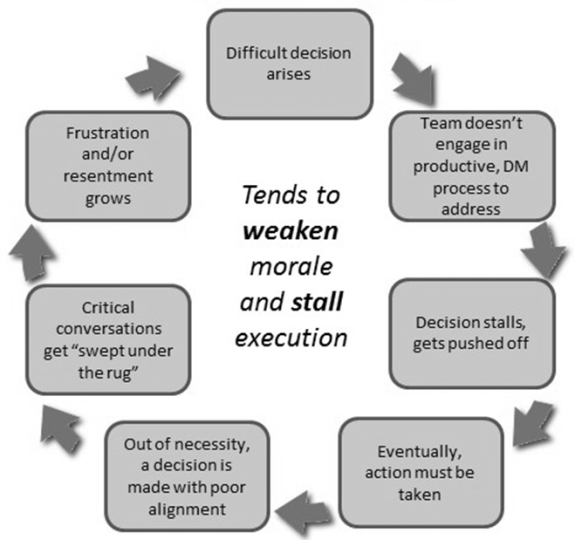 Difficult decision
arises
Team doesn’t
engage in
productive, DM
process to
address
Decision stalls,
gets pushed off
Eventually,
action must be
taken
Out of necessity,
a decision is
made with poor
alignment
Critical
conversations
get “swept under
the rug”
Frustration
and/or
resentment
grows
Tends to
weaken
morale
and stall
execution